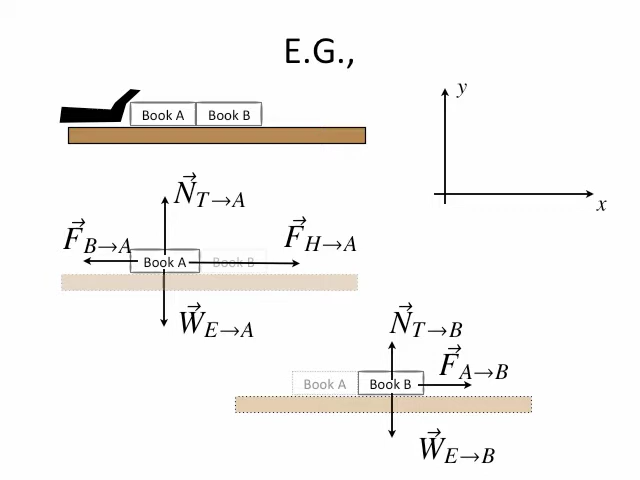 E.G.,
Book A Book B
y
x
N⃗ T→A
F⃗ B→A
F⃗ H→A
Book A Book B
W⃗ E→A
N⃗ T→B
F⃗ A→B
Book A Book B
W⃗ E→B